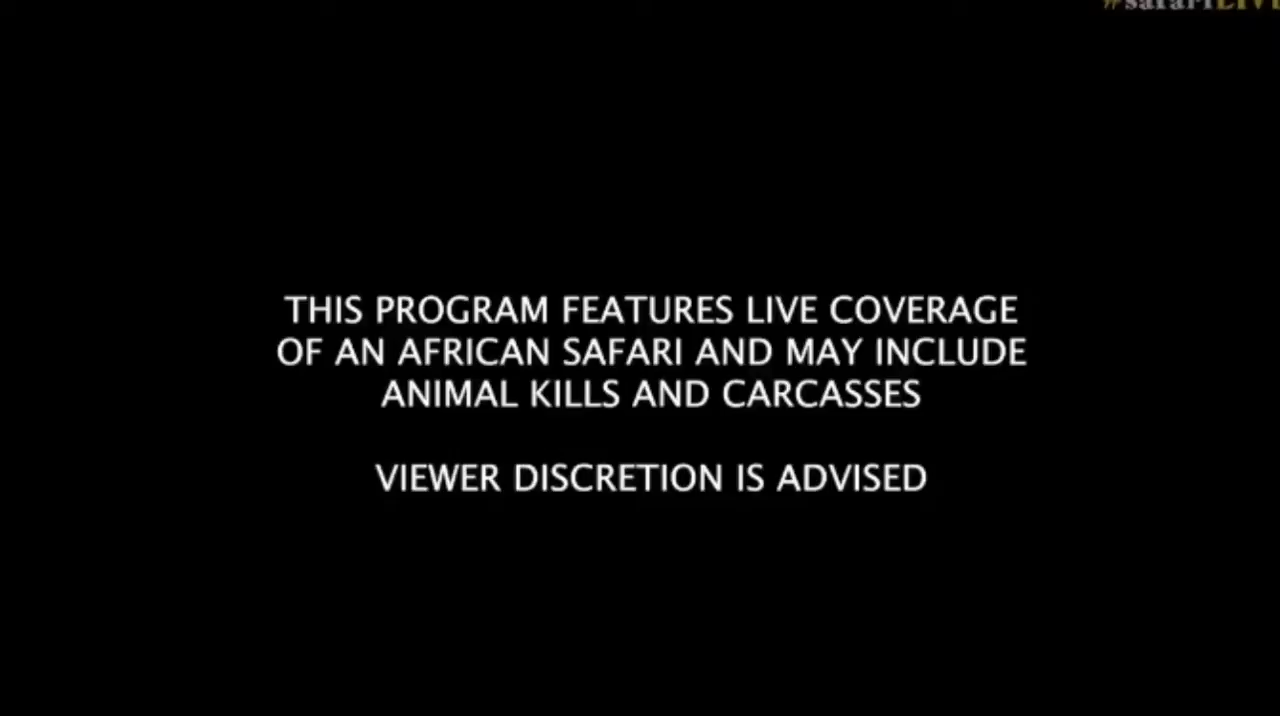 #safariLIVE
THIS PROGRAM FEATURES LIVE COVERAGE
OF AN AFRICAN SAFARI AND MAY INCLUDE
ANIMAL KILLS AND CARCASSES
VIEWER DISCRETION IS ADVISED